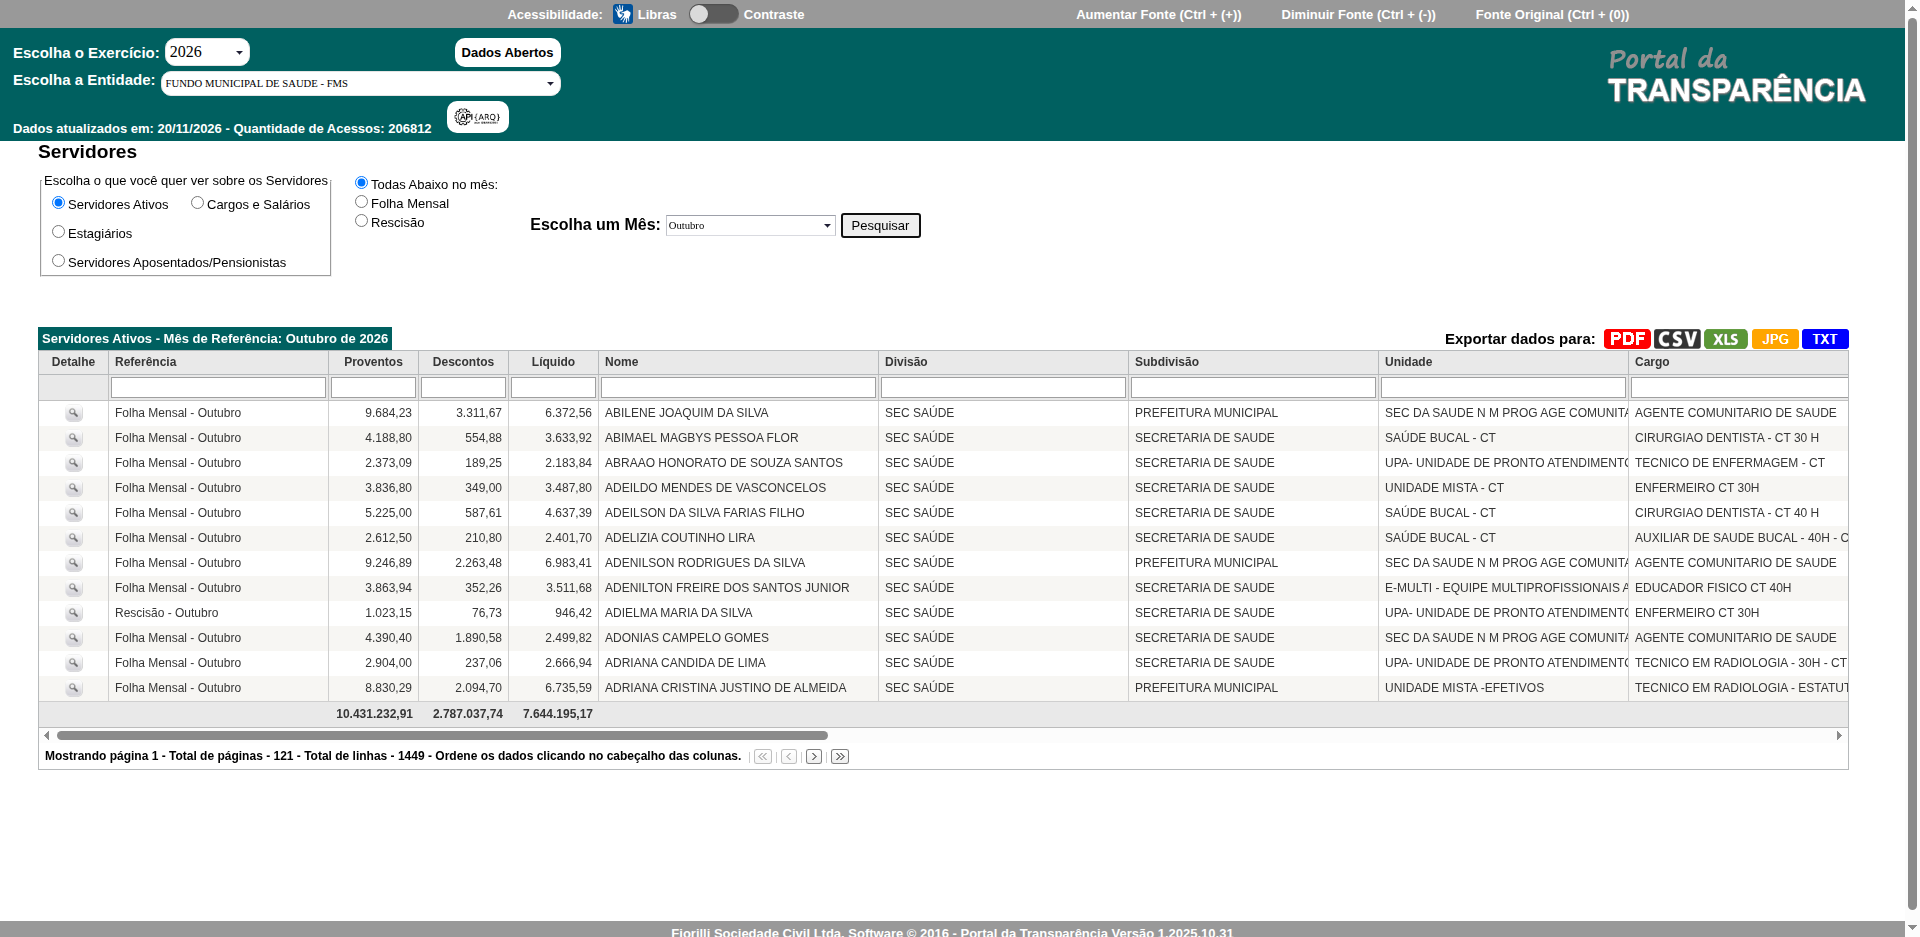 Acessibilidade: Libras Contraste Aumentar Fonte (Ctrl + (+)) Diminuir Fonte (Ctrl + (-)) Fonte Original (Ctrl + (0))
Escolha o Exercício: 2026 Dados Abertos
Escolha a Entidade: FUNDO MUNICIPAL DE SAUDE - FMS
Portal da
TRANSPARÊNCIA
API {ARQ}
Dados atualizados em: 20/11/2026 - Quantidade de Acessos: 206812
Servidores
Escolha o que você quer ver sobre os Servidores
Servidores Ativos Cargos e Salários
Estagiários
Servidores Aposentados/Pensionistas
Todas Abaixo no mês:
Folha Mensal
Rescisão
Escolha um Mês: Outubro Pesquisar
Servidores Ativos - Mês de Referência: Outubro de 2026 Exportar dados para: PDF CSV XLS JPG TXT
Detalhe Referência Proventos Descontos Líquido Nome Divisão Subdivisão Unidade Cargo
Folha Mensal - Outubro 9.684,23 3.311,67 6.372,56 ABILENE JOAQUIM DA SILVA SEC SAÚDE PREFEITURA MUNICIPAL SEC DA SAUDE N M PROG AGE COMUNITA AGENTE COMUNITARIO DE SAUDE
Folha Mensal - Outubro 4.188,80 554,88 3.633,92 ABIMAEL MAGBYS PESSOA FLOR SEC SAÚDE SECRETARIA DE SAUDE SAÚDE BUCAL - CT CIRURGIAO DENTISTA - CT 30 H
Folha Mensal - Outubro 2.373,09 189,25 2.183,84 ABRAAO HONORATO DE SOUZA SANTOS SEC SAÚDE SECRETARIA DE SAUDE UPA- UNIDADE DE PRONTO ATENDIMENTO TECNICO DE ENFERMAGEM - CT
Folha Mensal - Outubro 3.836,80 349,00 3.487,80 ADEILDO MENDES DE VASCONCELOS SEC SAÚDE SECRETARIA DE SAUDE UNIDADE MISTA - CT ENFERMEIRO CT 30H
Folha Mensal - Outubro 5.225,00 587,61 4.637,39 ADEILSON DA SILVA FARIAS FILHO SEC SAÚDE SECRETARIA DE SAUDE SAÚDE BUCAL - CT CIRURGIAO DENTISTA - CT 40 H
Folha Mensal - Outubro 2.612,50 210,80 2.401,70 ADELIZIA COUTINHO LIRA SEC SAÚDE SECRETARIA DE SAUDE SAÚDE BUCAL - CT AUXILIAR DE SAUDE BUCAL - 40H - C
Folha Mensal - Outubro 9.246,89 2.263,48 6.983,41 ADENILSON RODRIGUES DA SILVA SEC SAÚDE PREFEITURA MUNICIPAL SEC DA SAUDE N M PROG AGE COMUNITA AGENTE COMUNITARIO DE SAUDE
Folha Mensal - Outubro 3.863,94 352,26 3.511,68 ADENILTON FREIRE DOS SANTOS JUNIOR SEC SAÚDE SECRETARIA DE SAUDE E-MULTI - EQUIPE MULTIPROFISSIONAIS A EDUCADOR FISICO CT 40H
Rescisão - Outubro 1.023,15 76,73 946,42 ADIELMA MARIA DA SILVA SEC SAÚDE SECRETARIA DE SAUDE UPA- UNIDADE DE PRONTO ATENDIMENTO ENFERMEIRO CT 30H
Folha Mensal - Outubro 4.390,40 1.890,58 2.499,82 ADONIAS CAMPELO GOMES SEC SAÚDE SECRETARIA DE SAUDE SEC DA SAUDE N M PROG AGE COMUNITA AGENTE COMUNITARIO DE SAUDE
Folha Mensal - Outubro 2.904,00 237,06 2.666,94 ADRIANA CANDIDA DE LIMA SEC SAÚDE SECRETARIA DE SAUDE UPA- UNIDADE DE PRONTO ATENDIMENTO TECNICO EM RADIOLOGIA - 30H - CT
Folha Mensal - Outubro 8.830,29 2.094,70 6.735,59 ADRIANA CRISTINA JUSTINO DE ALMEIDA SEC SAÚDE PREFEITURA MUNICIPAL UNIDADE MISTA -EFETIVOS TECNICO EM RADIOLOGIA - ESTATUT
10.431.232,91 2.787.037,74 7.644.195,17
Mostrando página 1 - Total de páginas - 121 - Total de linhas - 1449 - Ordene os dados clicando no cabeçalho das colunas.
Fiorilli Sociedade Civil Ltda. Software © 2016 - Portal da Transparência Versão 1.2025.10.31